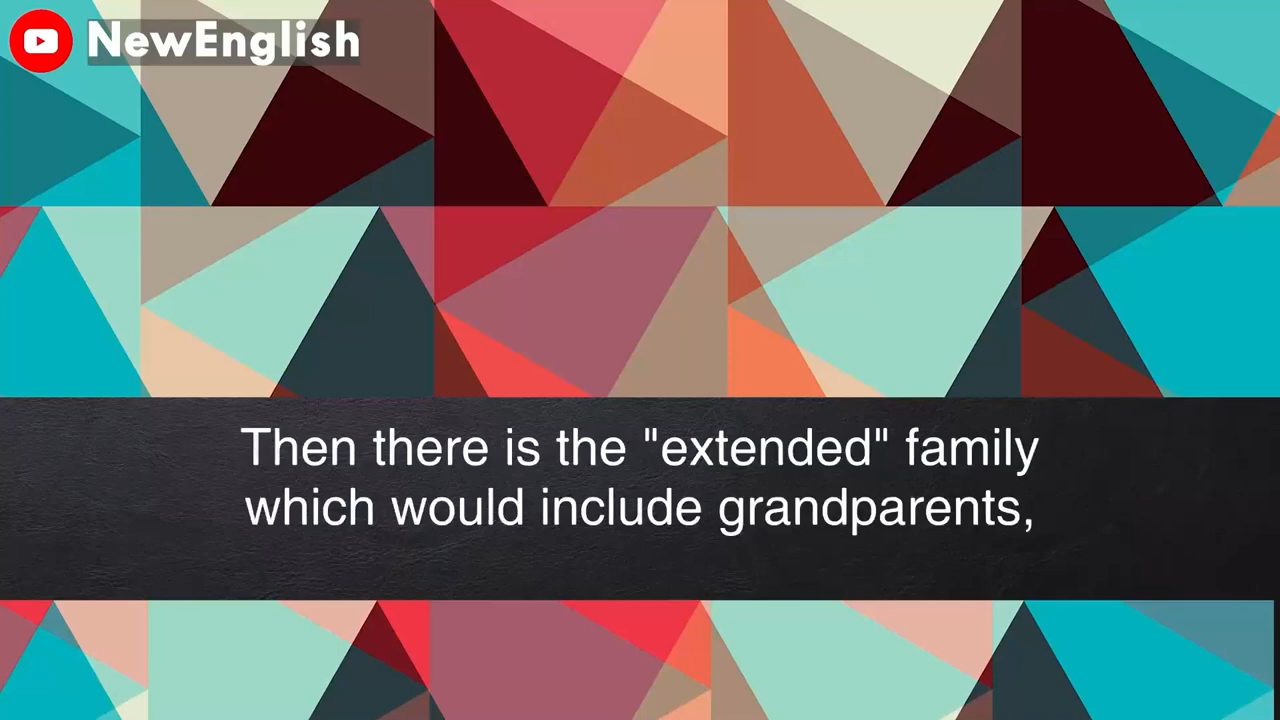 NewEnglish
Then there is the "extended" family
which would include grandparents,